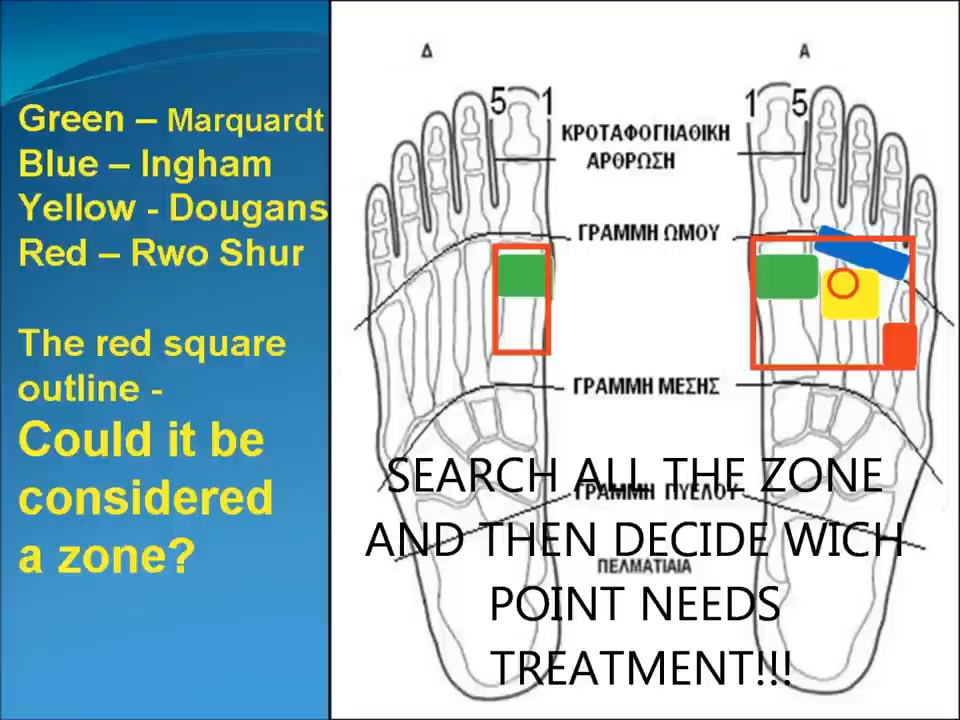 Green – Marquardt
Blue – Ingham
Yellow - Dougans
Red – Rwo Shur
The red square
outline -
Could it be
considered
a zone?
Δ
Α
5 1
1 5
ΚΡΟΤΑΦΟΓΝΑΘΙΚΗ
ΑΡΘΡΩΣΗ
ΓΡΑΜΜΗ ΩΜΟΥ
ΓΡΑΜΜΗ ΜΕΣΗΣ
ΓΡΑΜΜΗ ΠΥΕΛΟΥ
ΠΕΛΜΑΤΙΑΙΑ
SEARCH ALL THE ZONE
AND THEN DECIDE WICH
POINT NEEDS
TREATMENT!!!